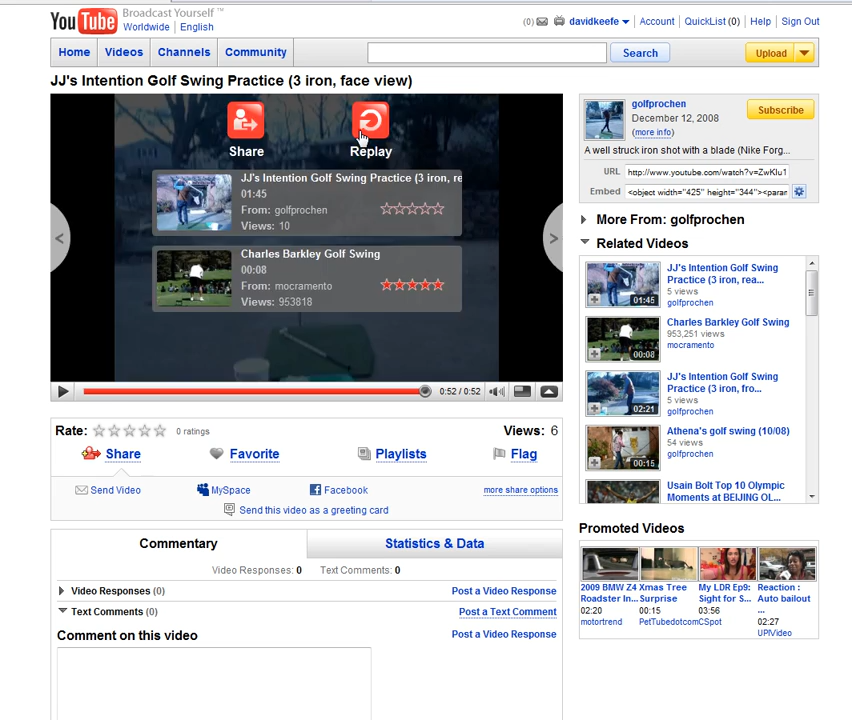 YouTube Broadcast Yourself™
Worldwide English
(0) davidkeefe Account QuickList (0) Help Sign Out
Home Videos Channels Community Search Upload
JJ's Intention Golf Swing Practice (3 iron, face view)
Share Replay
JJ's Intention Golf Swing Practice (3 iron, re
01:45
From: golfprochen
Views: 10
Charles Barkley Golf Swing
00:08
From: mocramento
Views: 953818
< >
0:52 / 0:52
Rate: 0 ratings Views: 6
Share Favorite Playlists Flag
Send Video MySpace Facebook more share options
Send this video as a greeting card
Commentary Statistics & Data
Video Responses: 0 Text Comments: 0
Video Responses (0) Post a Video Response
Text Comments (0) Post a Text Comment
Comment on this video Post a Video Response
golfprochen
December 12, 2008
(more info)
Subscribe
A well struck iron shot with a blade (Nike Forg...
URL http://www.youtube.com/watch?v=ZwKlu1
Embed <object width="425" height="344"><parar
More From: golfprochen
Related Videos
JJ's Intention Golf Swing
Practice (3 iron, rea...
5 views
golfprochen
01:45
Charles Barkley Golf Swing
953,251 views
mocramento
00:08
JJ's Intention Golf Swing
Practice (3 iron, fro...
5 views
golfprochen
02:21
Athena's golf swing (10/08)
54 views
golfprochen
00:15
Usain Bolt Top 10 Olympic
Moments at BEIJING OL...
Promoted Videos
2009 BMW Z4
Roadster In...
02:20
motortrend
Xmas Tree
Surprise
00:15
PetTubedotcom
My LDR Ep9:
Sight for S...
03:56
CSpot
Reaction :
Auto bailout
...
02:27
UPIVideo